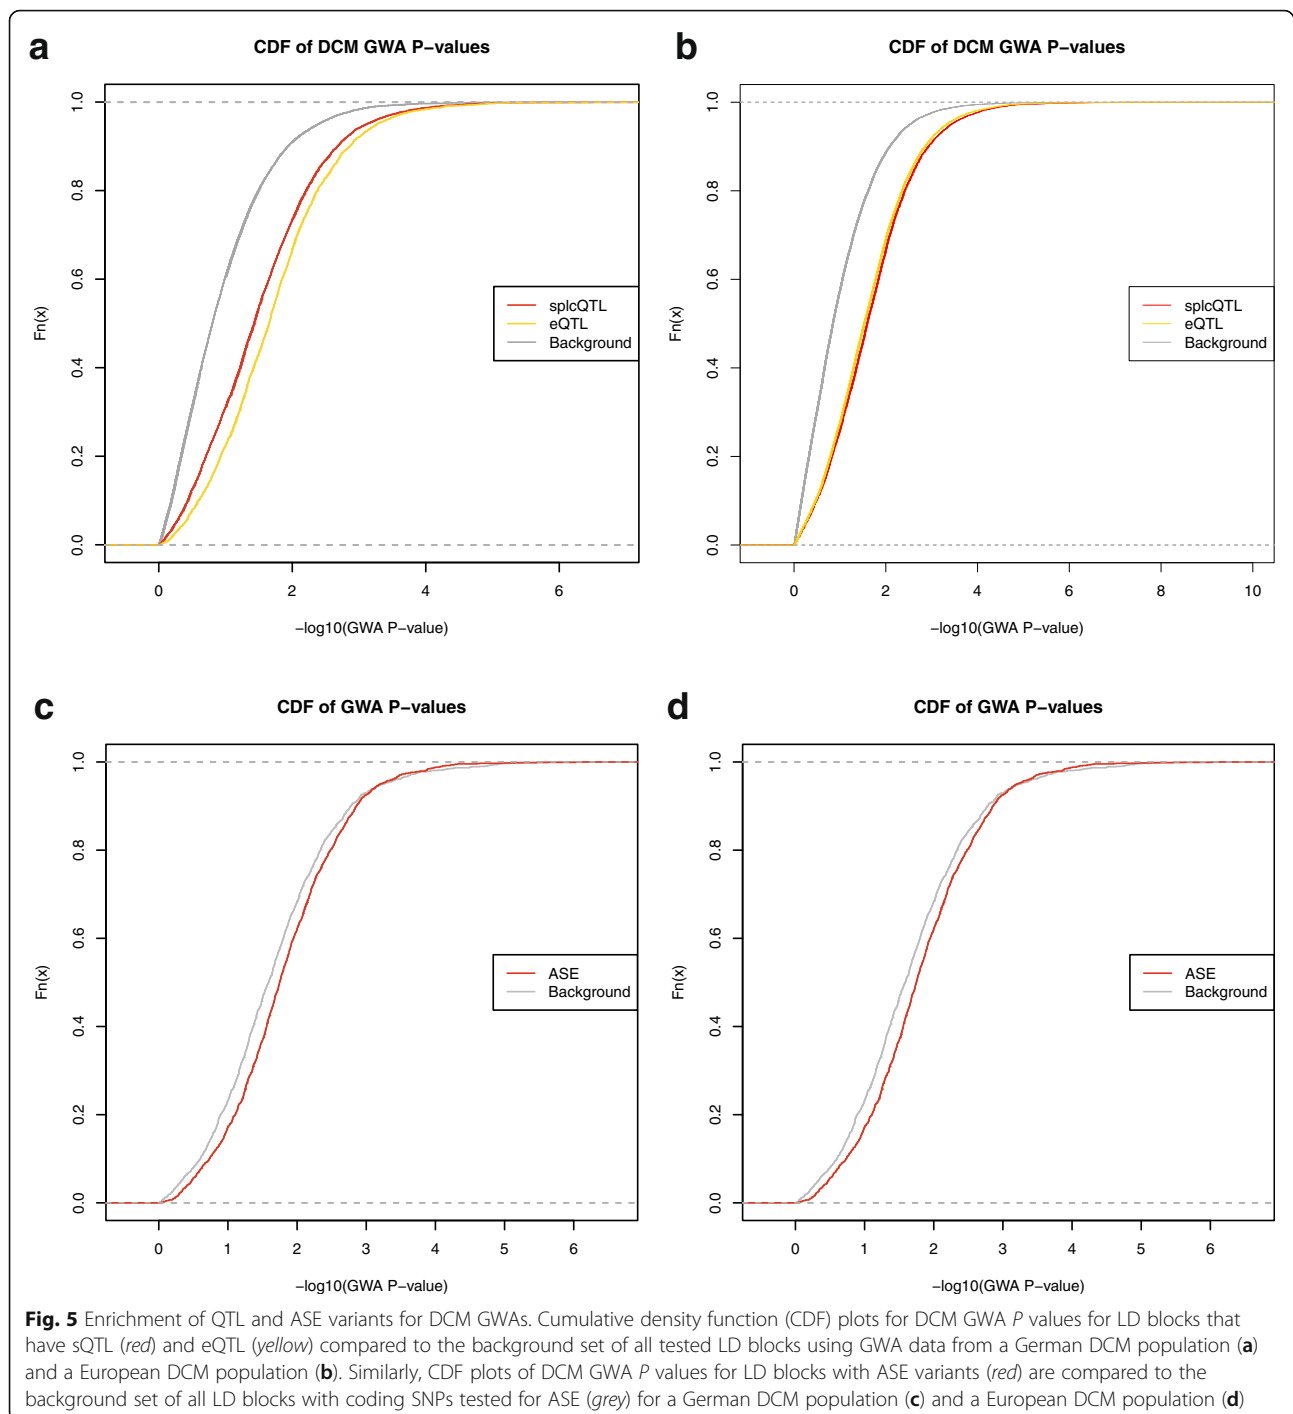 a
CDF of DCM GWA P−values
Fn(x)
1.0
0.8
0.6
0.4
0.2
0.0
splcQTL
eQTL
Background
0 2 4 6
−log10(GWA P−value)
b
CDF of DCM GWA P−values
Fn(x)
1.0
0.8
0.6
0.4
0.2
0.0
splcQTL
eQTL
Background
0 2 4 6 8 10
−log10(GWA P−value)
c
CDF of GWA P−values
Fn(x)
1.0
0.8
0.6
0.4
0.2
0.0
ASE
Background
0 1 2 3 4 5 6
−log10(GWA P−value)
d
CDF of GWA P−values
Fn(x)
1.0
0.8
0.6
0.4
0.2
0.0
ASE
Background
0 1 2 3 4 5 6
−log10(GWA P−value)
Fig. 5 Enrichment of QTL and ASE variants for DCM GWAs. Cumulative density function (CDF) plots for DCM GWA P values for LD blocks that
have sQTL (red) and eQTL (yellow) compared to the background set of all tested LD blocks using GWA data from a German DCM population (a)
and a European DCM population (b). Similarly, CDF plots of DCM GWA P values for LD blocks with ASE variants (red) are compared to the
background set of all LD blocks with coding SNPs tested for ASE (grey) for a German DCM population (c) and a European DCM population (d)